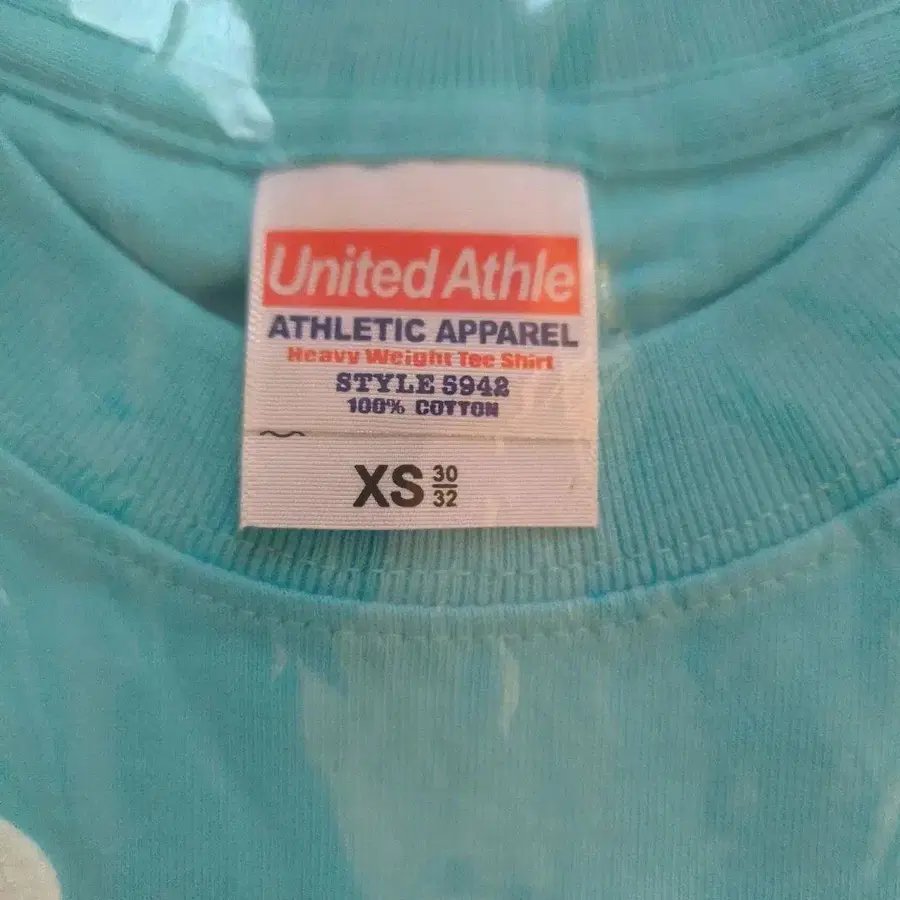 United Athle
ATHLETIC APPAREL
Heavy Weight Tee Shirt
STYLE 5942
100% COTTON
XS 30
32